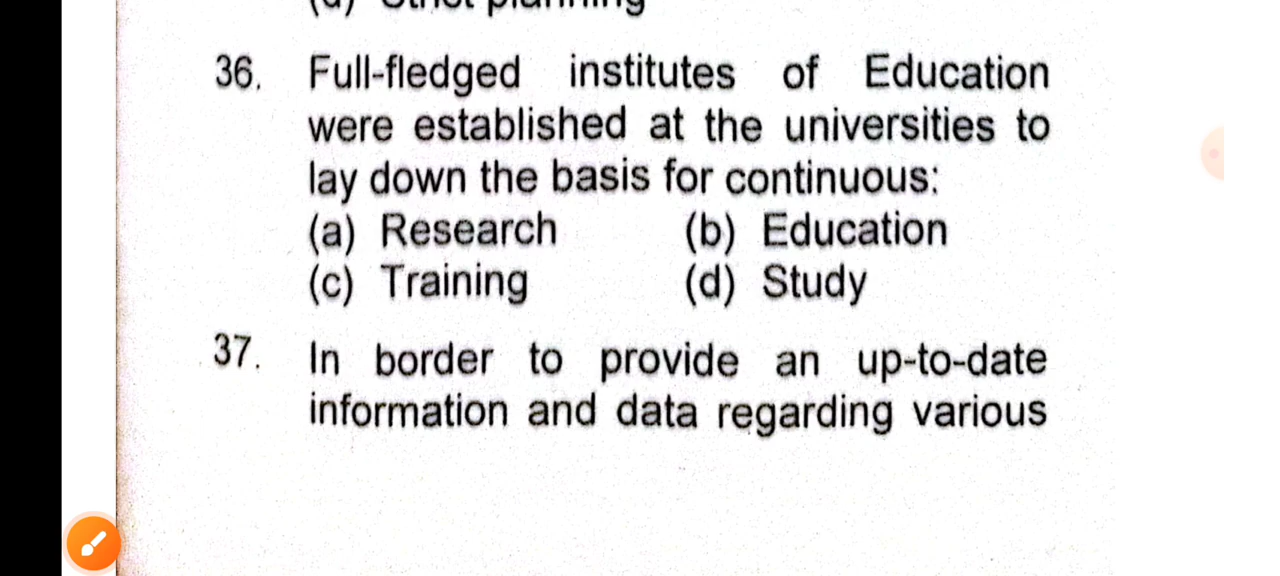 36. Full-fledged institutes of Education
were established at the universities to
lay down the basis for continuous:
(a) Research (b) Education
(c) Training (d) Study
37. In border to provide an up-to-date
information and data regarding various